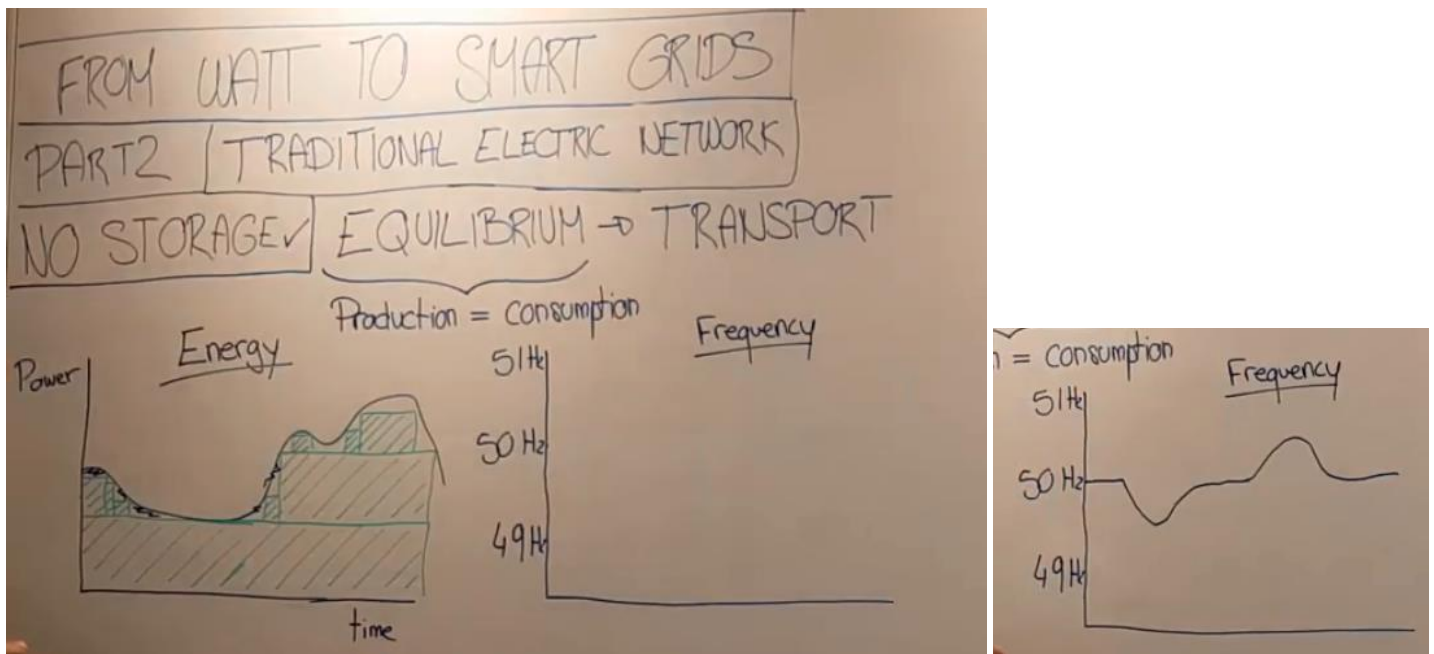 FROM WATT TO SMART GRIDS
PART2 TRADITIONAL ELECTRIC NETWORK
NO STORAGE✓ EQUILIBRIUM → TRANSPORT
Production = consumption
Energy
Power
time
Frequency
51Hz
50 Hz
49Hz
= consumption
Frequency
51Hz
50 Hz
49Hz